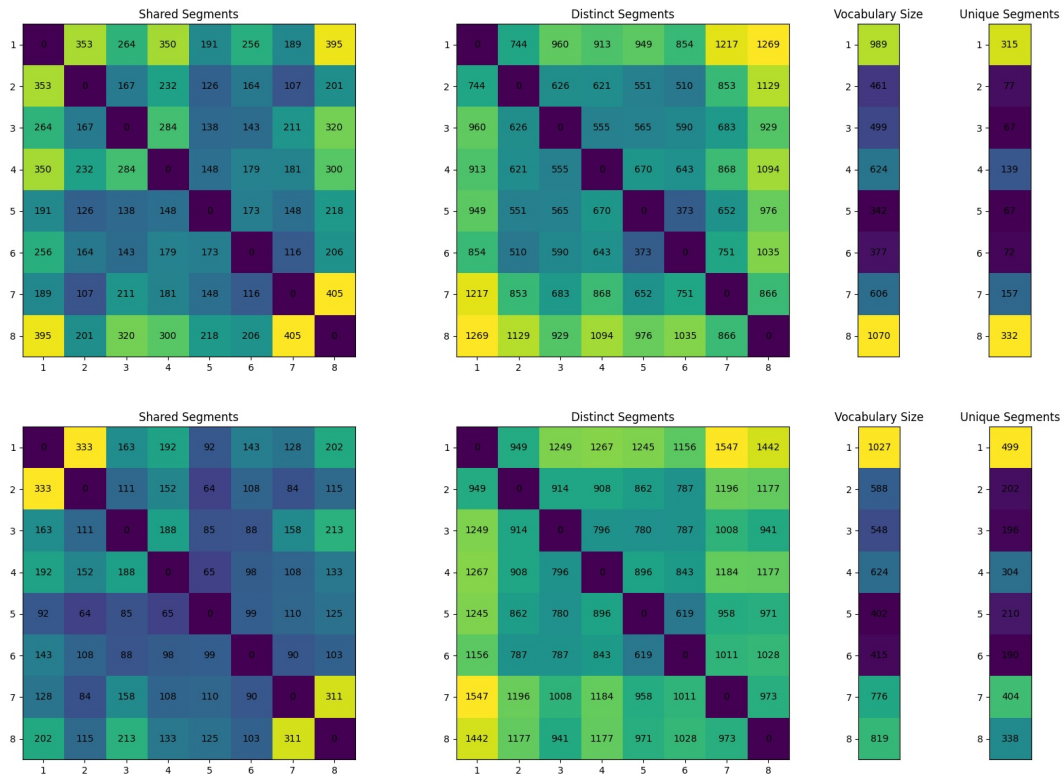 Shared Segments Distinct Segments Vocabulary Size Unique Segments
1 0 353 264 350 191 256 189 395 1 0 744 960 913 949 854 1217 1269 1 989 1 315
2 353 0 167 232 126 164 107 201 2 744 0 626 621 551 510 853 1129 2 461 2 77
3 264 167 0 284 138 143 211 320 3 960 626 0 555 565 590 683 929 3 499 3 67
4 350 232 284 0 148 179 181 300 4 913 621 555 0 670 643 868 1094 4 624 4 139
5 191 126 138 148 0 173 148 218 5 949 551 565 670 0 373 652 976 5 342 5 67
6 256 164 143 179 173 0 116 206 6 854 510 590 643 373 0 751 1035 6 377 6 72
7 189 107 211 181 148 116 0 405 7 1217 853 683 868 652 751 0 866 7 606 7 157
8 395 201 320 300 218 206 405 0 8 1269 1129 929 1094 976 1035 866 0 8 1070 8 332
1 2 3 4 5 6 7 8 1 2 3 4 5 6 7 8
Shared Segments Distinct Segments Vocabulary Size Unique Segments
1 0 333 163 192 92 143 128 202 1 0 949 1249 1267 1245 1156 1547 1442 1 1027 1 499
2 333 0 111 152 64 108 84 115 2 949 0 914 908 862 787 1196 1177 2 588 2 202
3 163 111 0 188 85 88 158 213 3 1249 914 0 796 780 787 1008 941 3 548 3 196
4 192 152 188 0 65 98 108 133 4 1267 908 796 0 896 843 1184 1177 4 624 4 304
5 92 64 85 65 0 99 110 125 5 1245 862 780 896 0 619 958 971 5 402 5 210
6 143 108 88 98 99 0 90 103 6 1156 787 787 843 619 0 1011 1028 6 415 6 190
7 128 84 158 108 110 90 0 311 7 1547 1196 1008 1184 958 1011 0 973 7 776 7 404
8 202 115 213 133 125 103 311 0 8 1442 1177 941 1177 971 1028 973 0 8 819 8 338
1 2 3 4 5 6 7 8 1 2 3 4 5 6 7 8